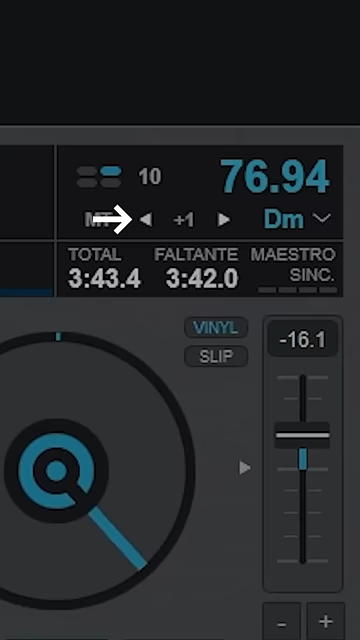 10 76.94
MT +1 Dm
TOTAL FALTANTE MAESTRO
3:43.4 3:42.0 SINC.
VINYL
SLIP
-16.1
- +